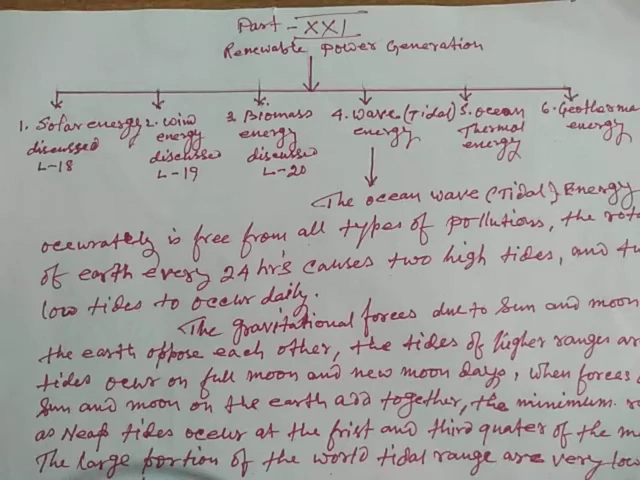 Part - XXI
Renewable Power Generation
1. Solar energy 2. Wind 3. Biomass 4. Wave (Tidal) 5. Ocean 6. Geotherma
discussed energy energy energy Thermal energy
L-18 discussed discussed energy
L-19 L-20
The ocean wave (Tidal) Energy
occurately is free from all types of pollutions, the rota
of earth every 24 hr's causes two high tides, and tw
low tides to occur daily.
The gravitational forces due to Sun and moon
the earth oppose each other, the tides of higher ranges are
tides ocur on full moon and new moon days, When forces
Sun and moon on the earth add together, the minimum
as Neap tides occur at the frist and third quater of the m
The large portion of the world tidal range are very low